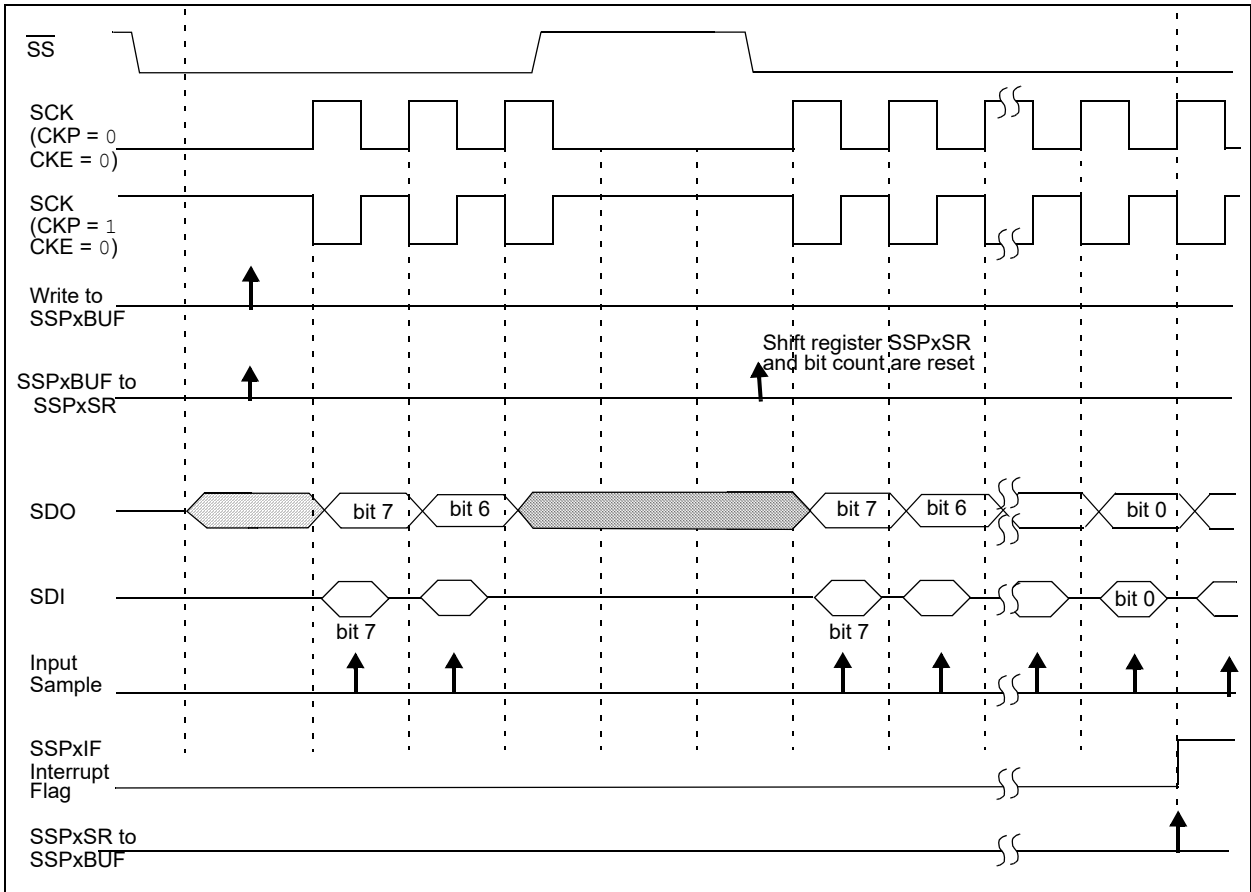 SS
SCK
(CKP = 0
CKE = 0)
SCK
(CKP = 1
CKE = 0)
Write to
SSPxBUF
Shift register SSPxSR
and bit count are reset
SSPxBUF to
SSPxSR
SDO
bit 7
bit 6
bit 7
bit 6
bit 0
SDI
bit 0
bit 7
bit 7
Input
Sample
SSPxIF
Interrupt
Flag
SSPxSR to
SSPxBUF